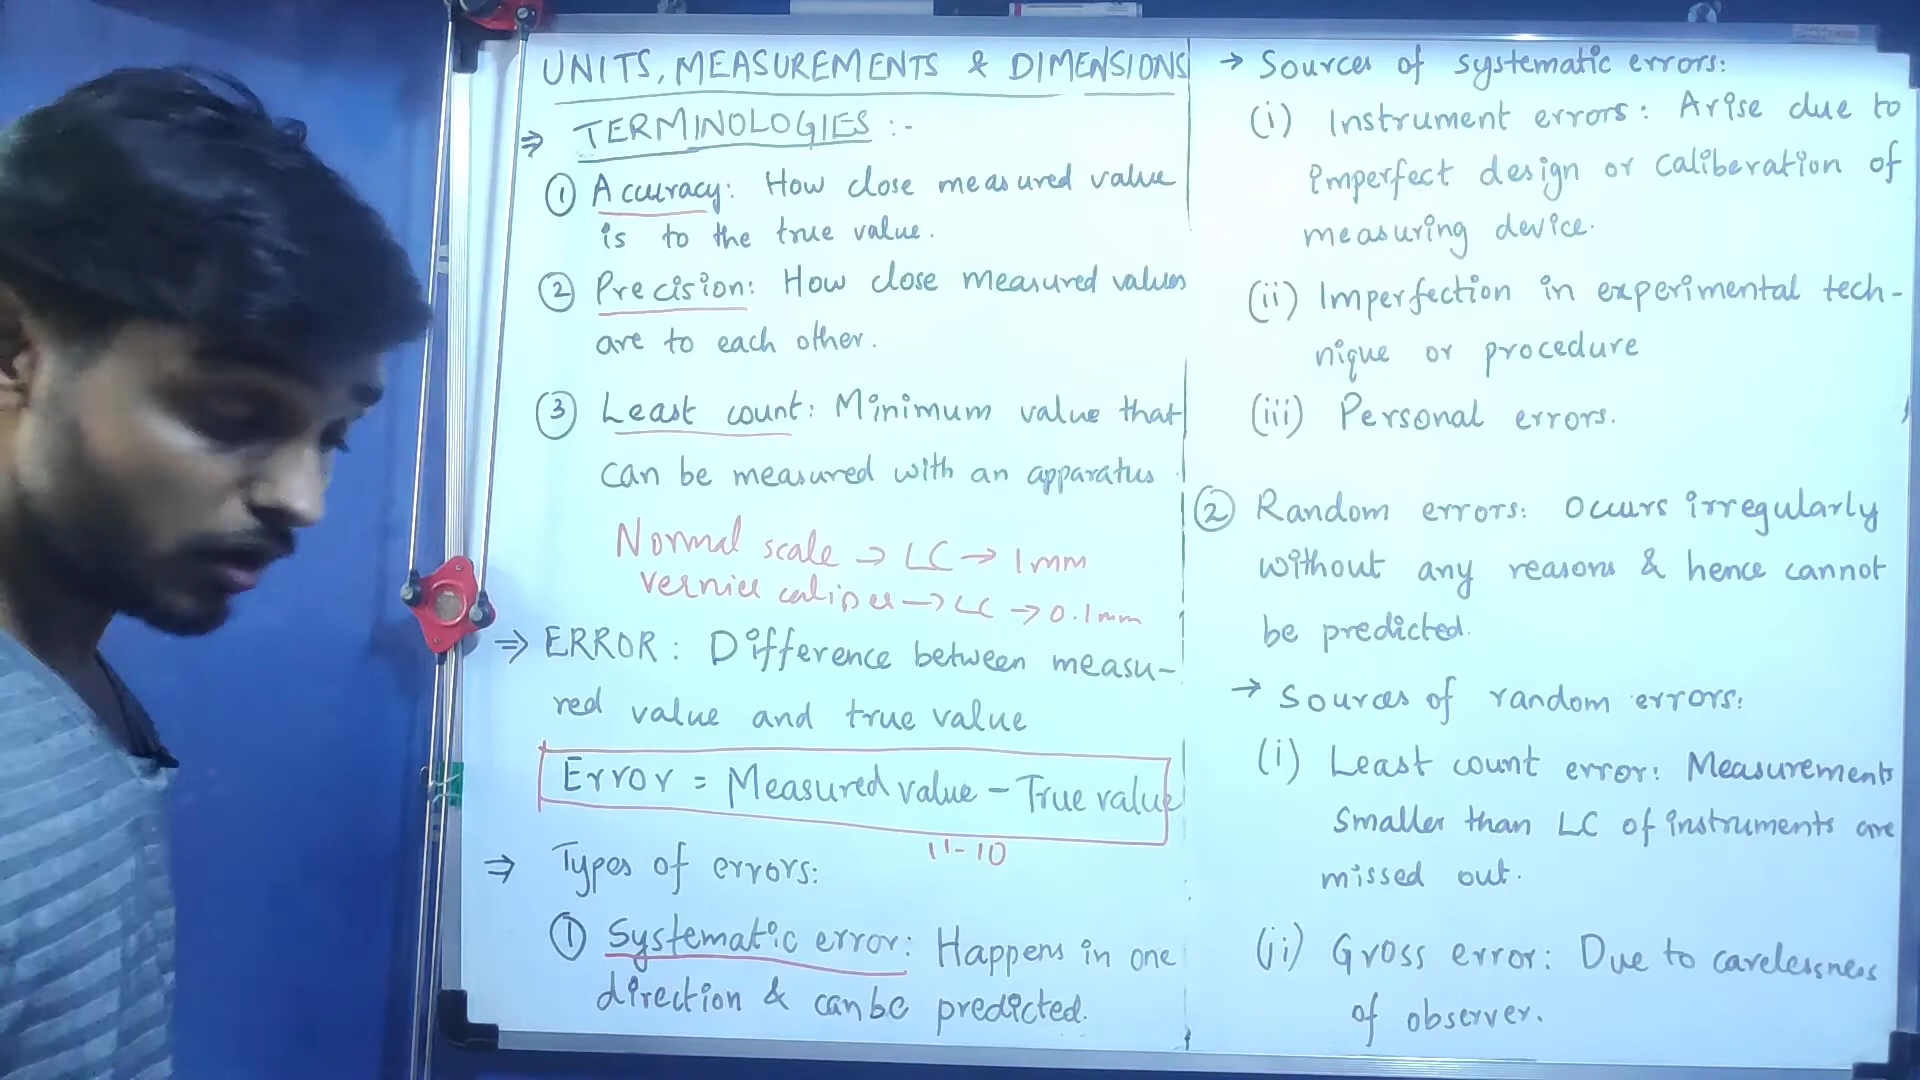 UNITS, MEASUREMENTS & DIMENSIONS
⇒ TERMINOLOGIES :-
① Accuracy: How close measured value
is to the true value.
② Precision: How close measured values
are to each other.
③ Least count: Minimum value that
can be measured with an apparatus
Normal scale → LC → 1mm
Vernier calipers → LC → 0.1mm
⇒ ERROR: Difference between measu-
red value and true value
Error = Measured value - True value
11-10
⇒ Types of errors:
① Systematic error: Happens in one
direction & can be predicted.
→ Sources of systematic errors:
(i) Instrument errors: Arise due to
imperfect design or caliberation of
measuring device.
(ii) Imperfection in experimental tech-
nique or procedure
(iii) Personal errors.
② Random errors: Occurs irregularly
without any reasons & hence cannot
be predicted.
→ Sources of random errors:
(i) Least count error: Measurements
smaller than LC of instruments are
missed out.
(ii) Gross error: Due to carelessness
of observer.